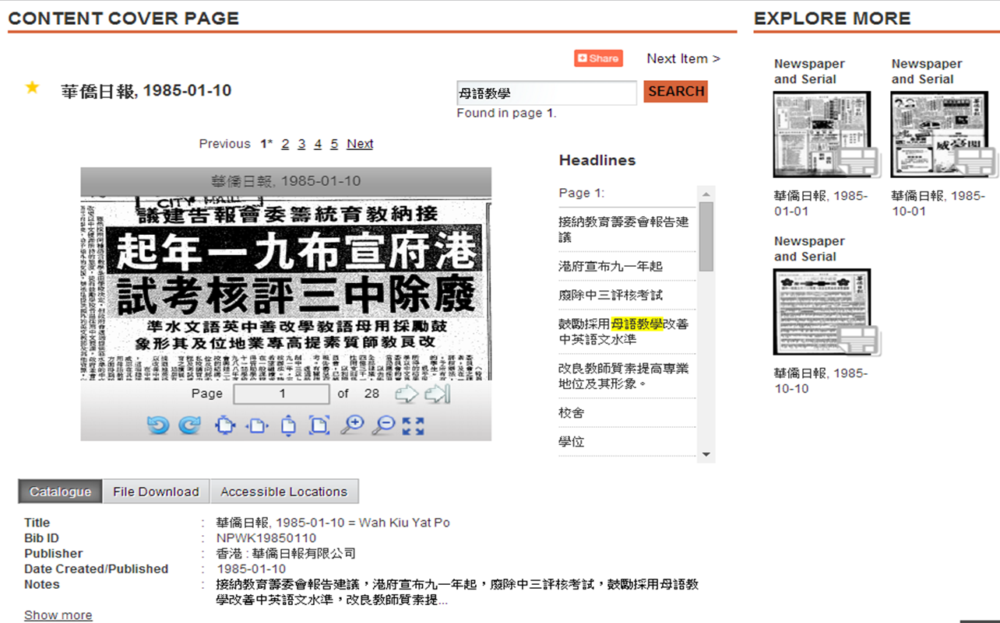 CONTENT COVER PAGE
EXPLORE MORE
Share
Next Item >
華僑日報, 1985-01-10
母語教學
SEARCH
Found in page 1.
Previous 1* 2 3 4 5 Next
華僑日報, 1985-01-10
CITY MAIL
議建告報會委籌統育教納接
起年一九布宣府港
試考核評三中除廢
準水文語英中善改學教語母用採勵鼓
象形其及位地業專高提素質師教良改
Page 1 of 28
Headlines
Page 1:
接納教育籌委會報告建
議
港府宣布九一年起
廢除中三評核考試
鼓勵採用母語教學改善
中英語文水準
改良教師質素提高專業
地位及其形象。
校舍
學位
Newspaper
and Serial
華僑日報, 1985-
01-01
Newspaper
and Serial
華僑日報, 1985-
10-01
Newspaper
and Serial
華僑日報, 1985-
10-10
Catalogue
File Download
Accessible Locations
Title : 華僑日報, 1985-01-10 = Wah Kiu Yat Po
Bib ID : NPWK19850110
Publisher : 香港 : 華僑日報有限公司
Date Created/Published : 1985-01-10
Notes : 接納教育籌委會報告建議，港府宣布九一年起，廢除中三評核考試，鼓勵採用母語教
學改善中英語文水準，改良教師質素提...
Show more